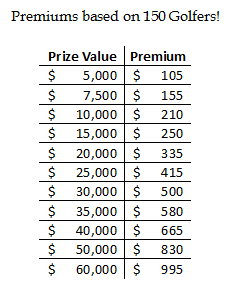 Premiums based on 150 Golfers!
Prize Value Premium
$ 5,000 $ 105
$ 7,500 $ 155
$ 10,000 $ 210
$ 15,000 $ 250
$ 20,000 $ 335
$ 25,000 $ 415
$ 30,000 $ 500
$ 35,000 $ 580
$ 40,000 $ 665
$ 50,000 $ 830
$ 60,000 $ 995